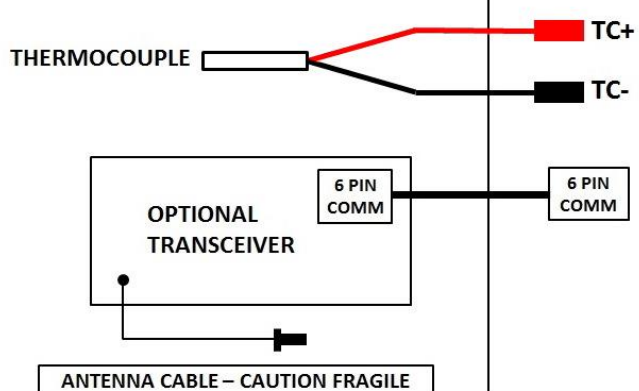 TC+
THERMOCOUPLE
TC-
6 PIN
COMM
6 PIN
COMM
OPTIONAL
TRANSCEIVER
ANTENNA CABLE – CAUTION FRAGILE